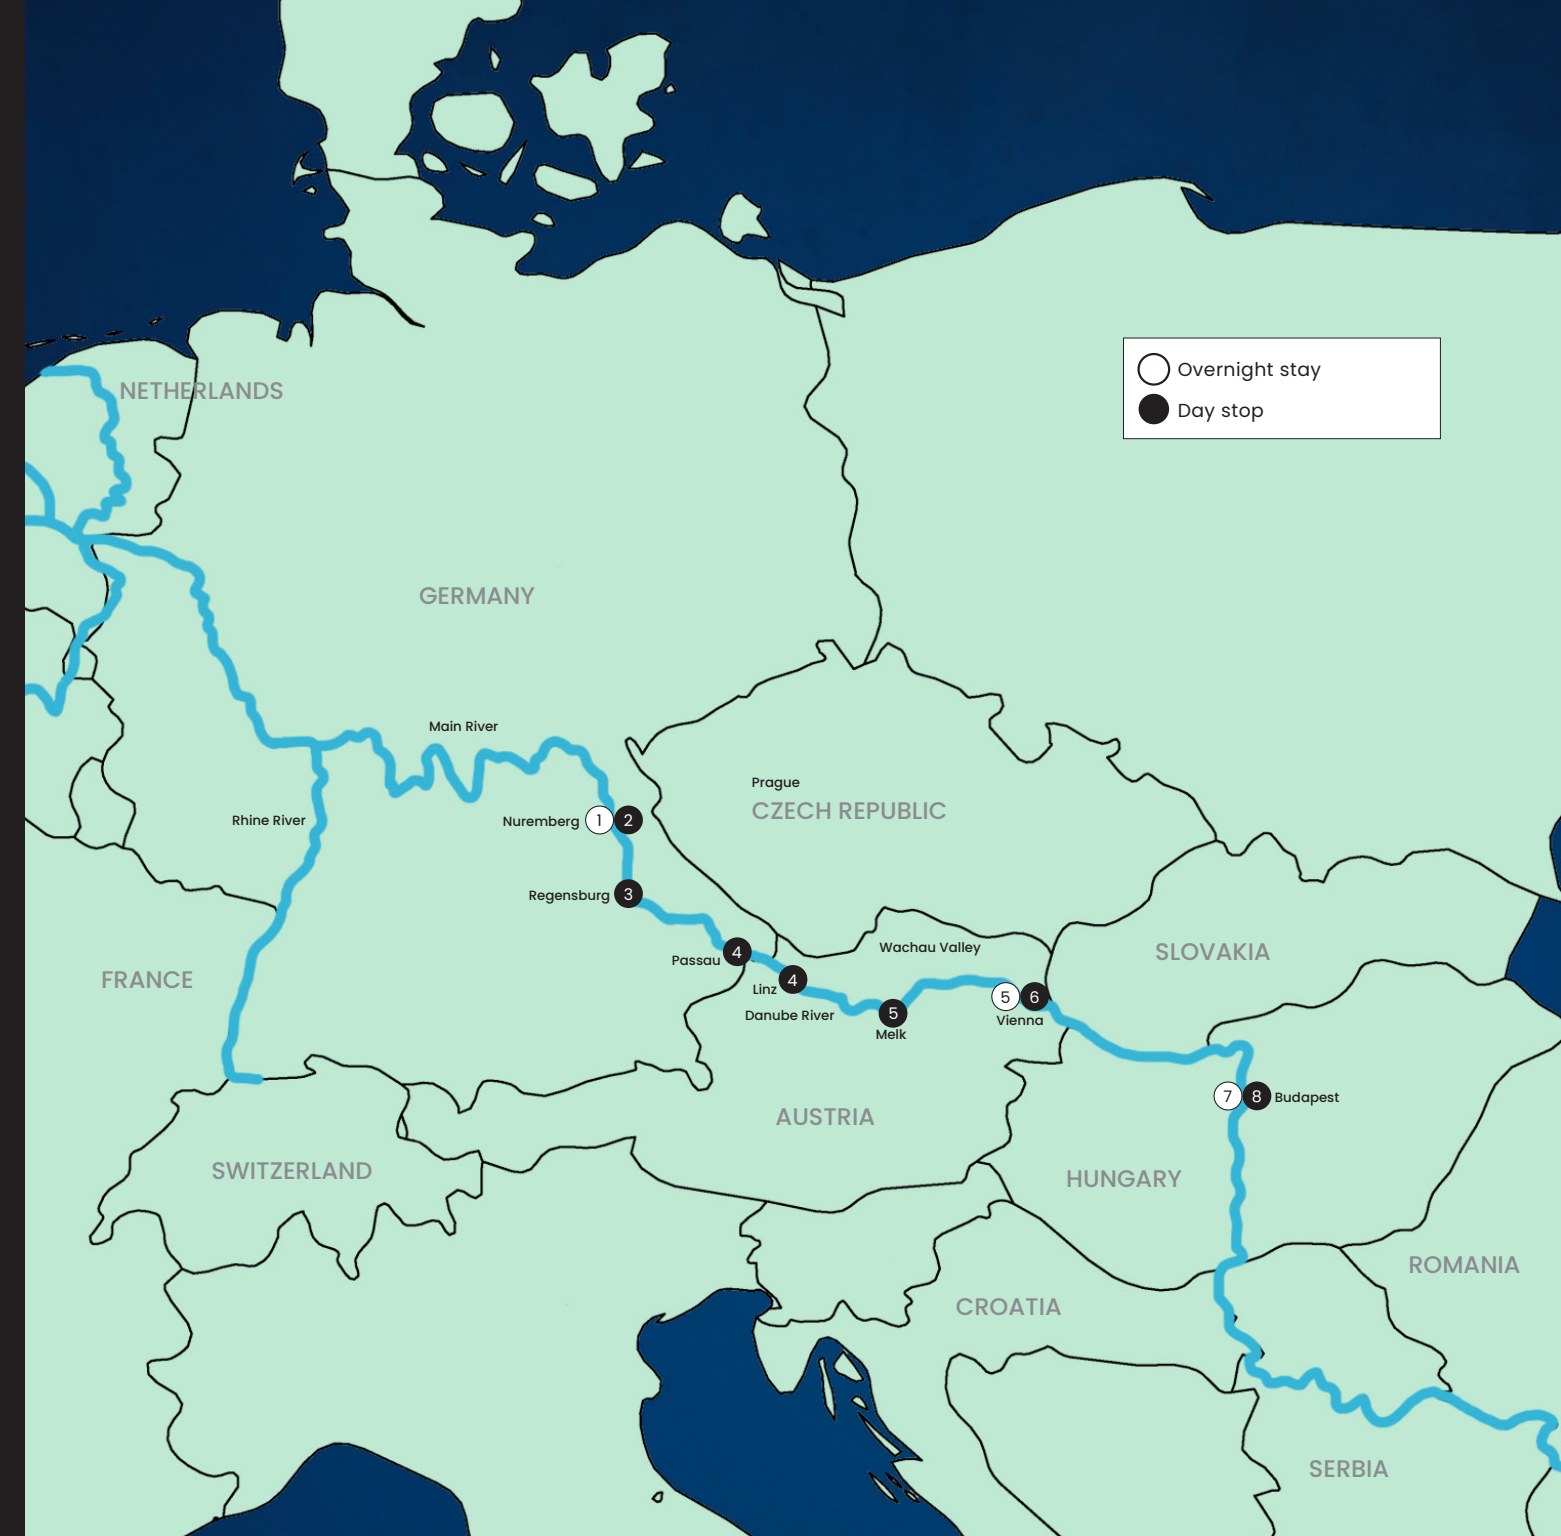 Overnight stay
Day stop
NETHERLANDS
GERMANY
Main River
Prague
CZECH REPUBLIC
Rhine River
Nuremberg 1 2
Regensburg 3
Passau 4
Wachau Valley
SLOVAKIA
FRANCE
Linz 4
Danube River
5
Melk
5 6
Vienna
7 8 Budapest
AUSTRIA
SWITZERLAND
HUNGARY
ROMANIA
CROATIA
SERBIA